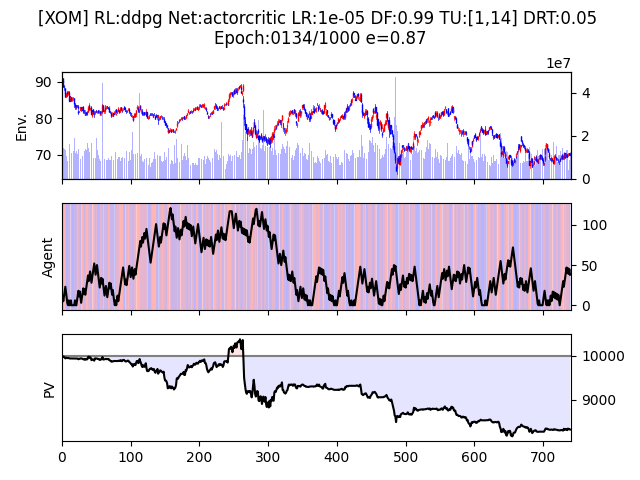 [XOM] RL:ddpg Net:actorcritic LR:1e-05 DF:0.99 TU:[1,14] DRT:0.05
Epoch:0134/1000 e=0.87
1e7
Env.
90
80
70
4
2
0
Agent
100
50
0
PV
10000
9000
0 100 200 300 400 500 600 700